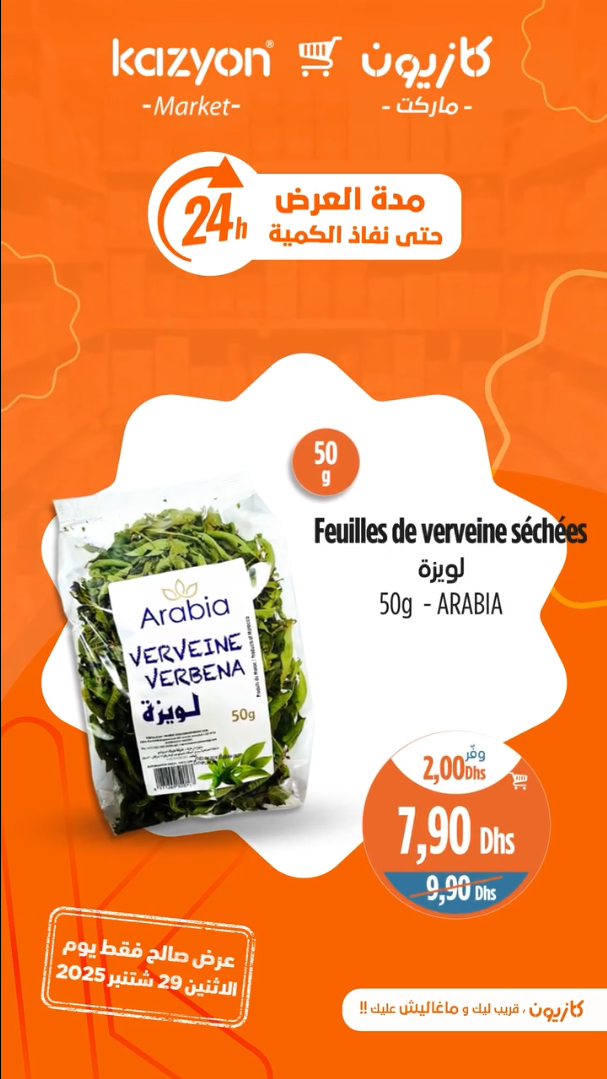 kazyon® كازيون
-Market- - ماركت -
24h
مدة العرض
حتى نفاذ الكمية
50
g
Feuilles de verveine séchées
لويزة
50g - ARABIA
Arabia
VERVEINE
VERBENA
لويزة
50g
وفّر
2,00Dhs
7,90 Dhs
9,90 Dhs
عرض صالح فقط يوم
الاثنين 29 شتنبر 2025
كازيون ، قريب ليك و ماغاليش عليك !!